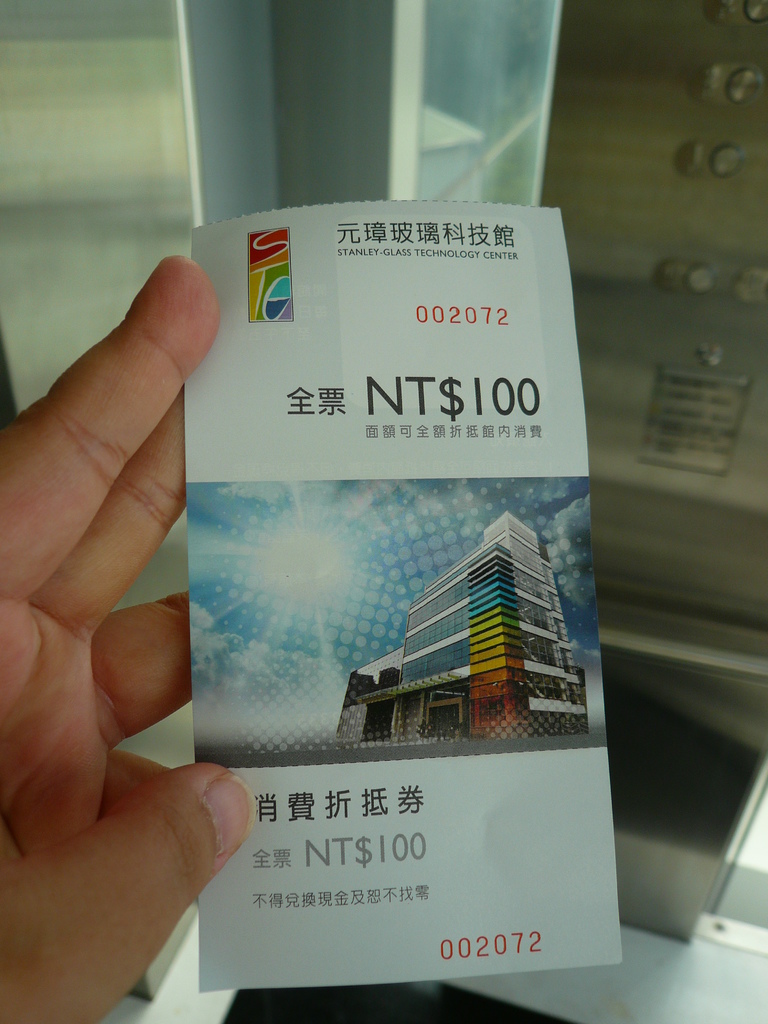 STG
元璋玻璃科技館
STANLEY-GLASS TECHNOLOGY CENTER
002072
全票 NT$100
面額可全額折抵館內消費
消費折抵券
全票 NT$100
不得兌換現金及恕不找零
002072